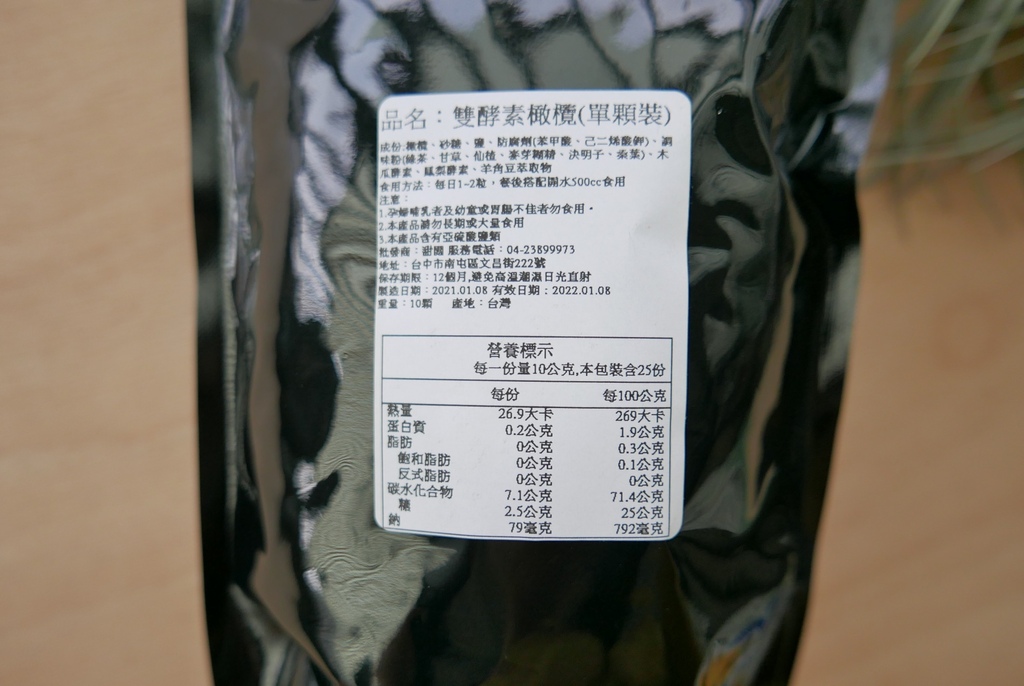 品名：雙酵素橄欖(單顆裝)
成份:橄欖、砂糖、鹽、防腐劑(苯甲酸、己二烯酸鉀)、調
味粉(綠茶、甘草、仙楂、麥芽糊精、決明子、桑葉)、木
瓜酵素、鳳梨酵素、羊角豆萃取物
食用方法：每日1-2粒，餐後搭配開水500cc食用
注意：
1.孕婦哺乳者及幼童或胃腸不佳者勿食用。
2.本產品請勿長期或大量食用
3.本產品含有亞硫酸鹽類
批發商：甜園 服務電話：04-23899973
地址：台中市南屯區文昌街222號
保存期限：12個月,避免高溫潮濕日光直射
製造日期：2021.01.08 有效日期：2022.01.08
重量：10顆 產地：台灣
營養標示
每一份量10公克,本包裝含25份
每份 每100公克
熱量 26.9大卡 269大卡
蛋白質 0.2公克 1.9公克
脂肪 0公克 0.3公克
飽和脂肪 0公克 0.1公克
反式脂肪 0公克 0公克
碳水化合物 7.1公克 71.4公克
糖 2.5公克 25公克
鈉 79毫克 792毫克